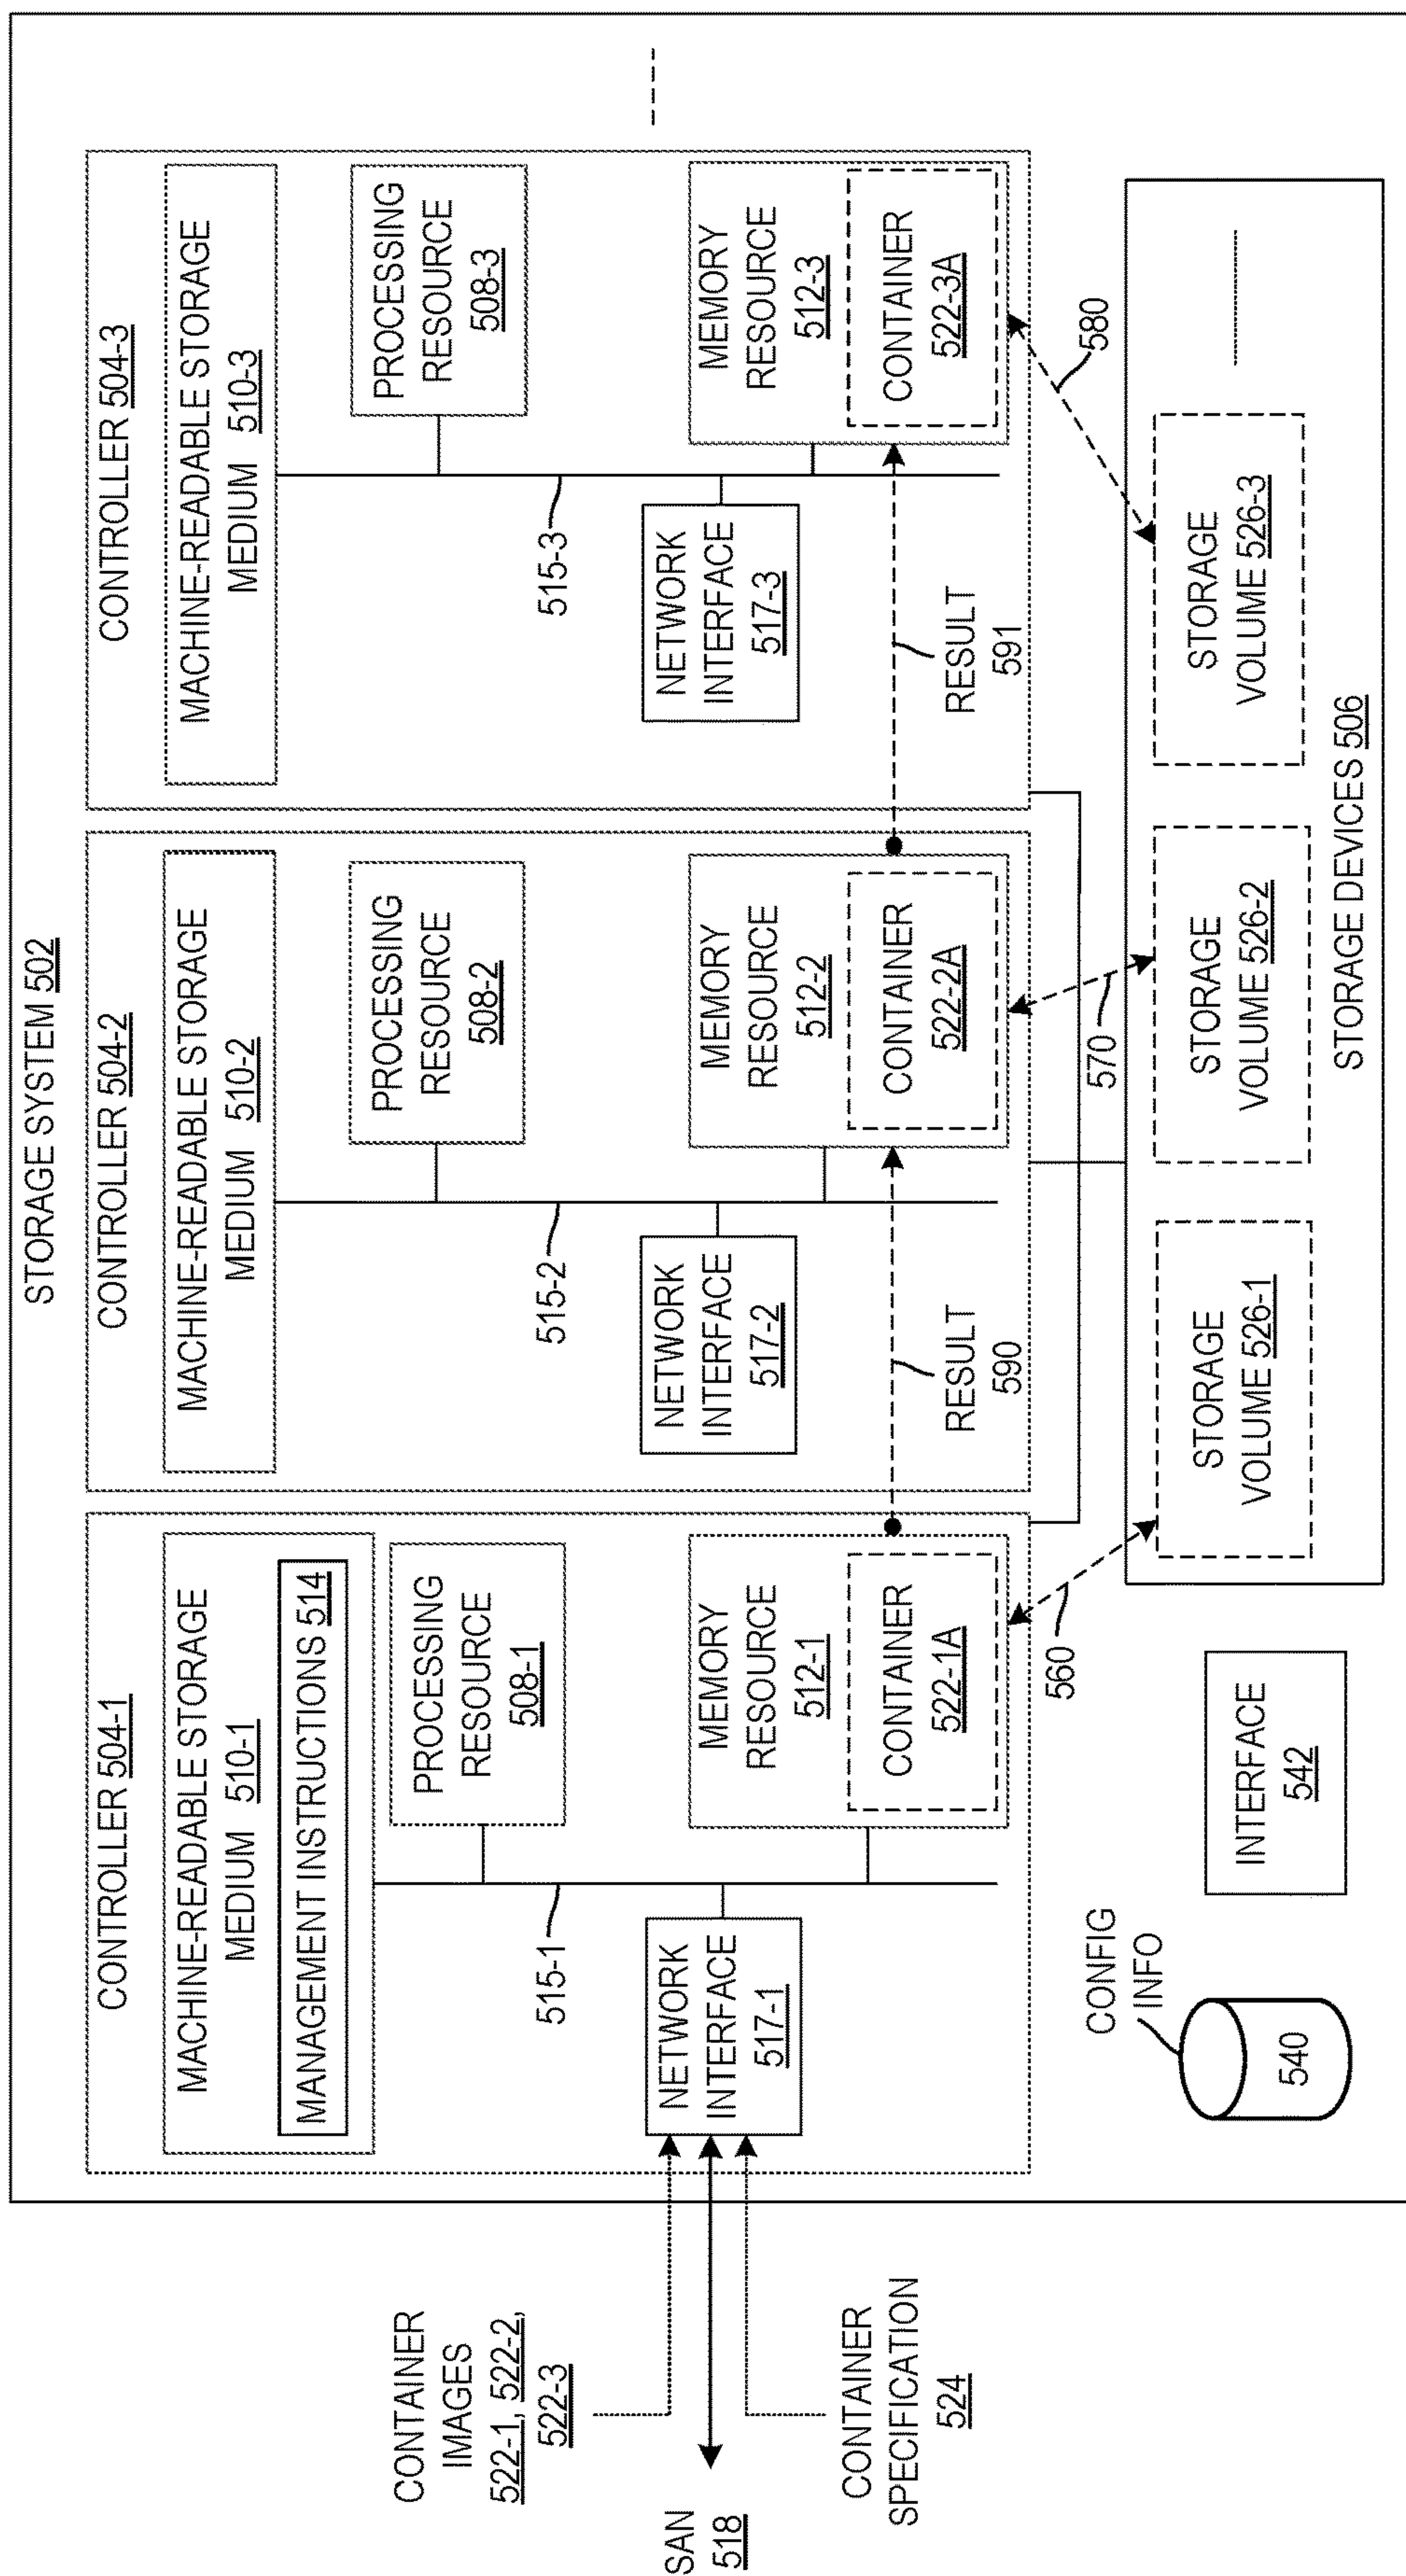 STORAGE SYSTEM 502
CONTROLLER 504-1
MACHINE-READABLE STORAGE
MEDIUM 510-1
MANAGEMENT INSTRUCTIONS 514
PROCESSING
RESOURCE
508-1
515-1
NETWORK
INTERFACE
517-1
MEMORY
RESOURCE
512-1
CONTAINER
522-1A
CONTROLLER 504-2
MACHINE-READABLE STORAGE
MEDIUM 510-2
PROCESSING
RESOURCE
508-2
515-2
NETWORK
INTERFACE
517-2
MEMORY
RESOURCE
512-2
CONTAINER
522-2A
RESULT
590
CONTROLLER 504-3
MACHINE-READABLE STORAGE
MEDIUM 510-3
PROCESSING
RESOURCE
508-3
515-3
NETWORK
INTERFACE
517-3
MEMORY
RESOURCE
512-3
CONTAINER
522-3A
RESULT
591
CONTAINER
IMAGES
522-1, 522-2,
522-3
SAN
518
CONTAINER
SPECIFICATION
524
560
570
580
CONFIG
INFO
540
INTERFACE
542
STORAGE
VOLUME 526-1
STORAGE
VOLUME 526-2
STORAGE
VOLUME 526-3
STORAGE DEVICES 506